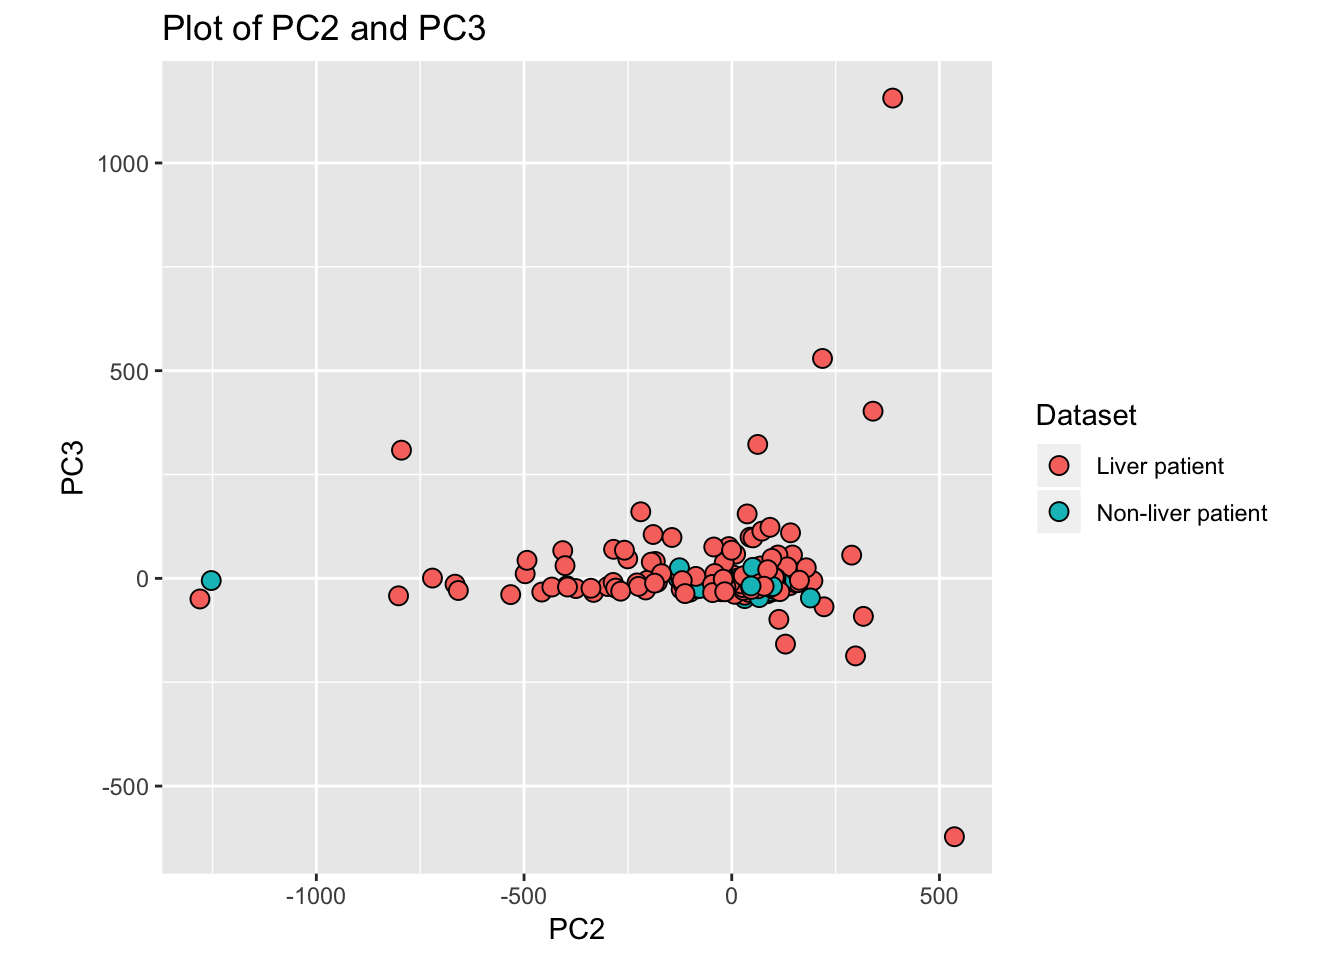 Plot of PC2 and PC3
1000
500
0
-500
PC3
-1000
-500
0
500
PC2
Dataset
Liver patient
Non-liver patient